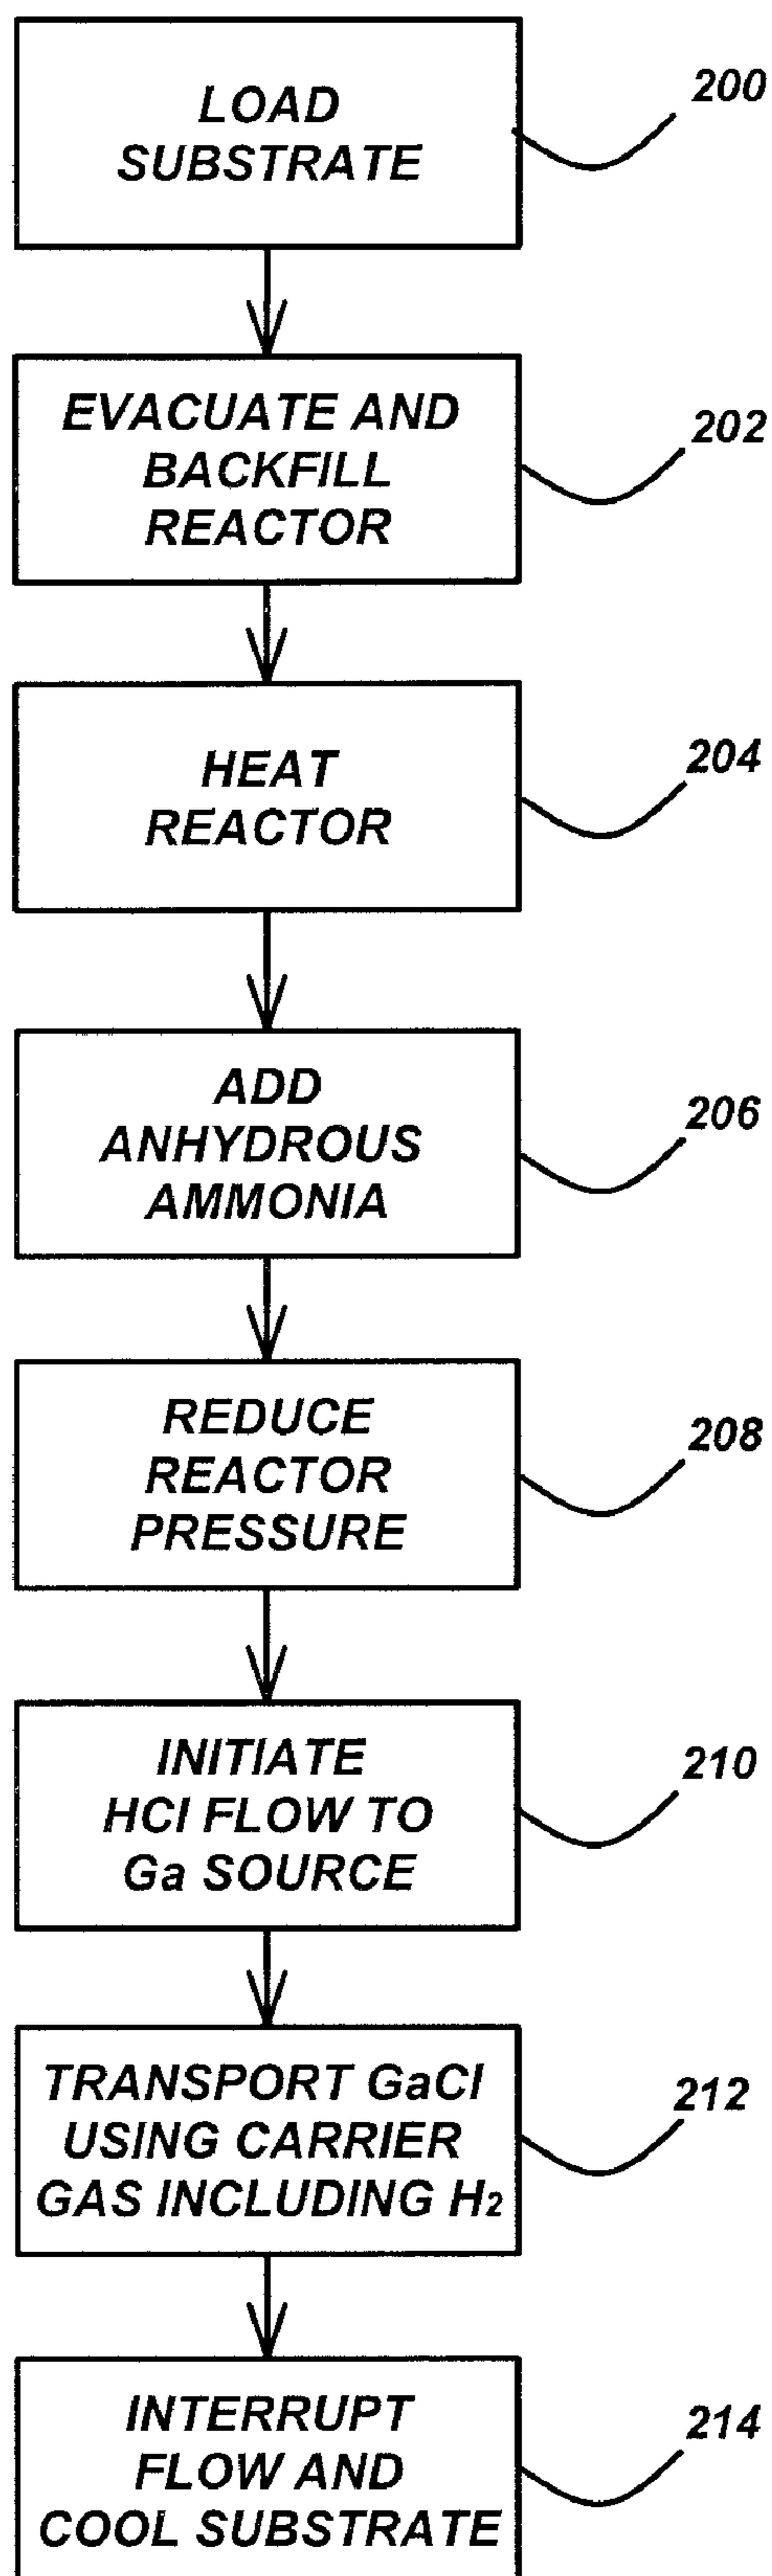 LOAD
SUBSTRATE
200
EVACUATE AND
BACKFILL
REACTOR
202
HEAT
REACTOR
204
ADD
ANHYDROUS
AMMONIA
206
REDUCE
REACTOR
PRESSURE
208
INITIATE
HCl FLOW TO
Ga SOURCE
210
TRANSPORT GaCl
USING CARRIER
GAS INCLUDING H2
212
INTERRUPT
FLOW AND
COOL SUBSTRATE
214